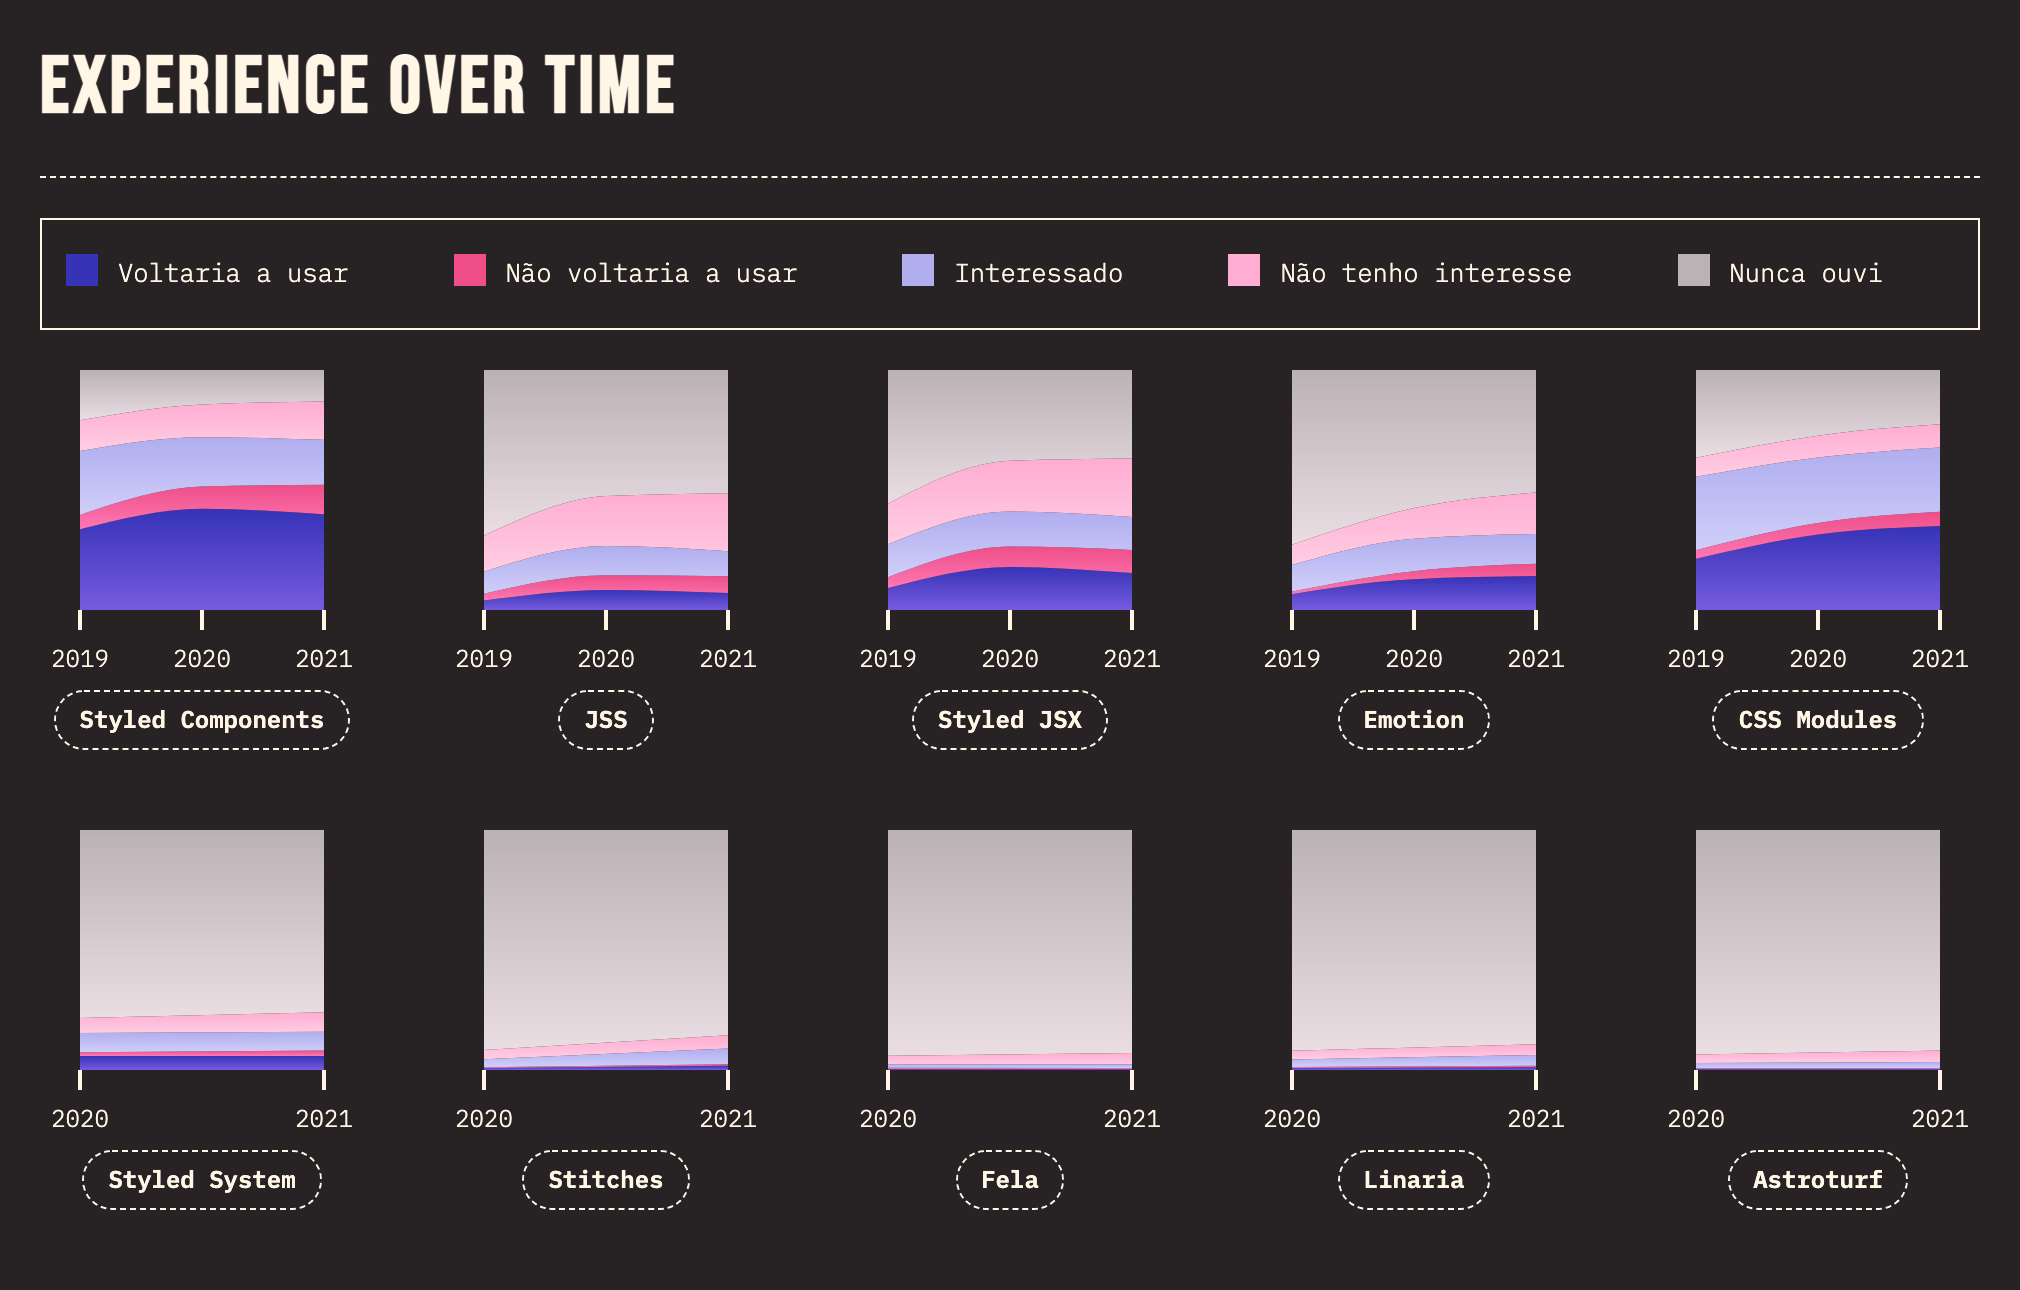 EXPERIENCE OVER TIME
Voltaria a usar Não voltaria a usar Interessado Não tenho interesse Nunca ouvi
2019 2020 2021 2019 2020 2021 2019 2020 2021 2019 2020 2021 2019 2020 2021
Styled Components JSS Styled JSX Emotion CSS Modules
2020 2021 2020 2021 2020 2021 2020 2021 2020 2021
Styled System Stitches Fela Linaria Astroturf